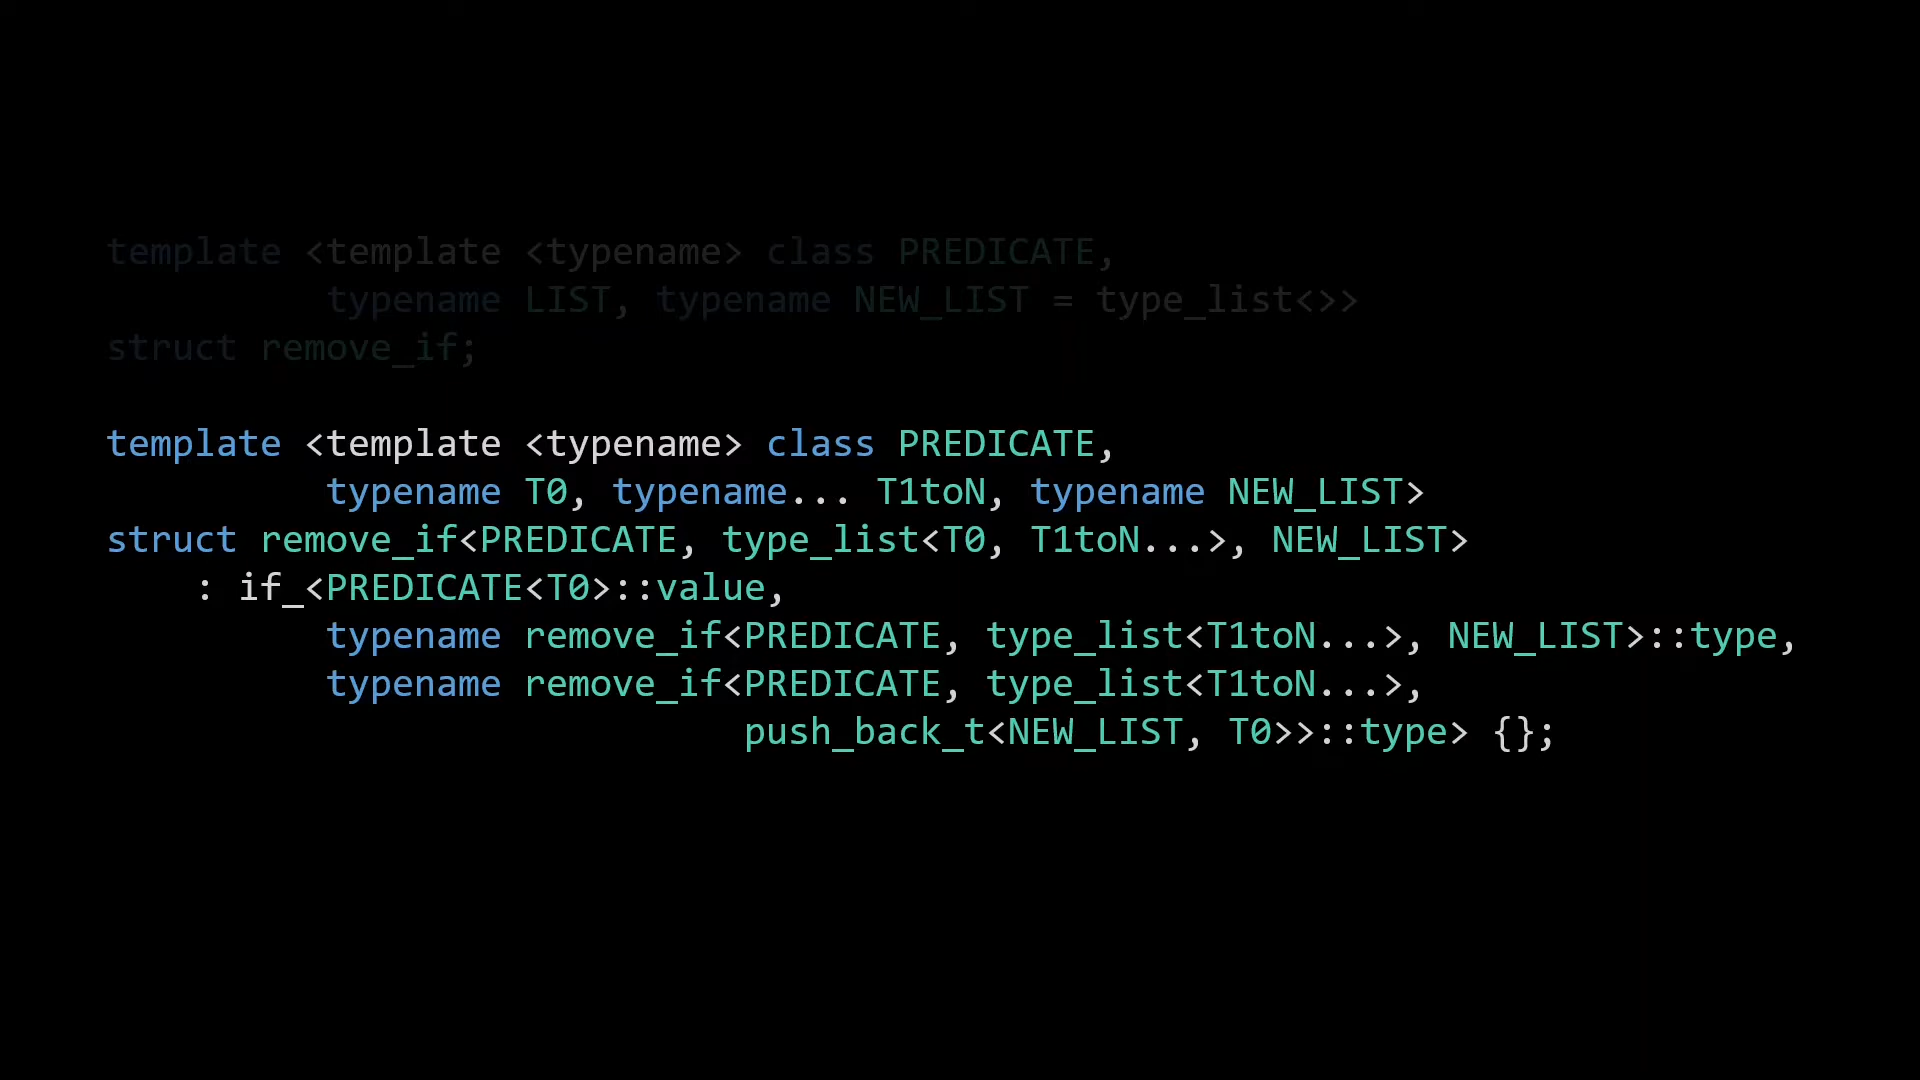 template <template <typename> class PREDICATE,
typename LIST, typename NEW_LIST = type_list<>>
struct remove_if;
template <template <typename> class PREDICATE,
typename T0, typename... T1toN, typename NEW_LIST>
struct remove_if<PREDICATE, type_list<T0, T1toN...>, NEW_LIST>
: if_<PREDICATE<T0>::value,
typename remove_if<PREDICATE, type_list<T1toN...>, NEW_LIST>::type,
typename remove_if<PREDICATE, type_list<T1toN...>,
push_back_t<NEW_LIST, T0>>::type> {};